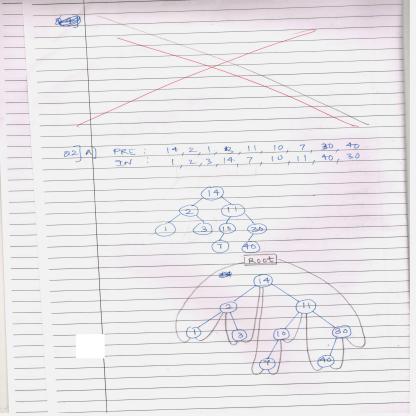 Q2] A] PRE : 14, 2, 1, 3, 11, 10, 7, 30, 40
IN : 1, 2, 3, 14, 7, 10, 11, 40, 30
14
2 11
1 3 10 30
7 40
Root
14
2 11
1 3 10 30
7 40